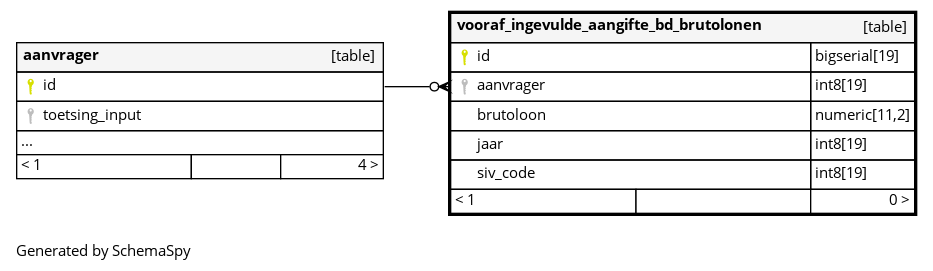 aanvrager [table]
id
toetsing_input
...
< 1 4 >
vooraf_ingevulde_aangifte_bd_brutolonen [table]
id bigserial[19]
aanvrager int8[19]
brutoloon numeric[11,2]
jaar int8[19]
siv_code int8[19]
< 1 0 >
Generated by SchemaSpy